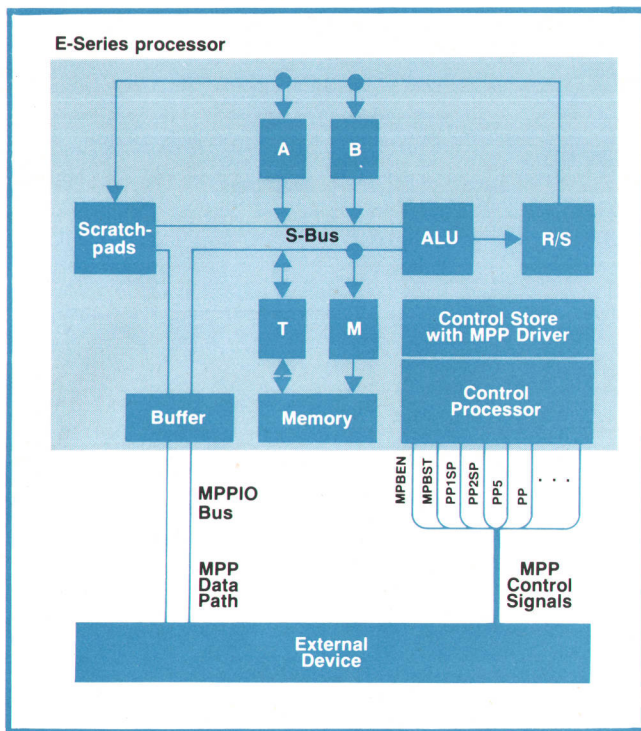 E-Series processor
A
B
Scratch-
pads
S-Bus
ALU
R/S
T
M
Control Store
with MPP Driver
Buffer
Memory
Control
Processor
MPBEN
MPBST
PP1SP
PP2SP
PP5
PP
. . .
MPPIO
Bus
MPP
Data
Path
MPP
Control
Signals
External
Device